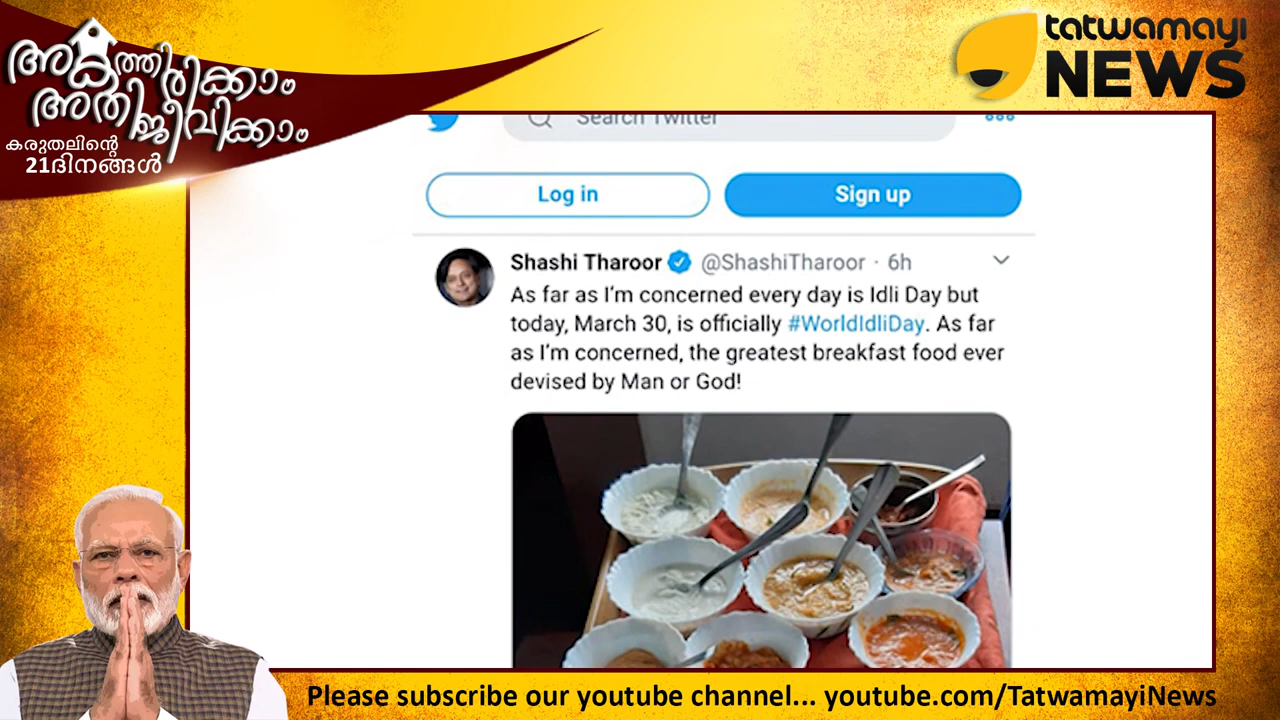 അകത്തിരിക്കാം
അതിജീവിക്കാം
കരുതലിന്റെ
21ദിനങ്ങൾ
tatwamayi
NEWS
Search Twitter
Log in
Sign up
Shashi Tharoor @ShashiTharoor · 6h
As far as I'm concerned every day is Idli Day but
today, March 30, is officially #WorldIdliDay. As far
as I'm concerned, the greatest breakfast food ever
devised by Man or God!
Please subscribe our youtube channel... youtube.com/TatwamayiNews